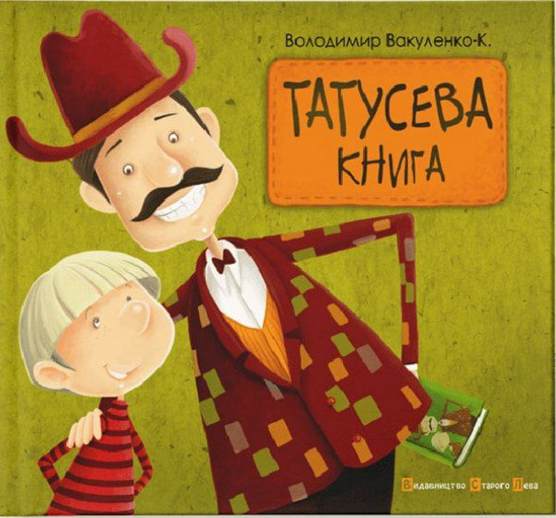 Володимир Вакуленко-К.
ТАТУСЕВА
КНИГА
Видавництво Старого Лева